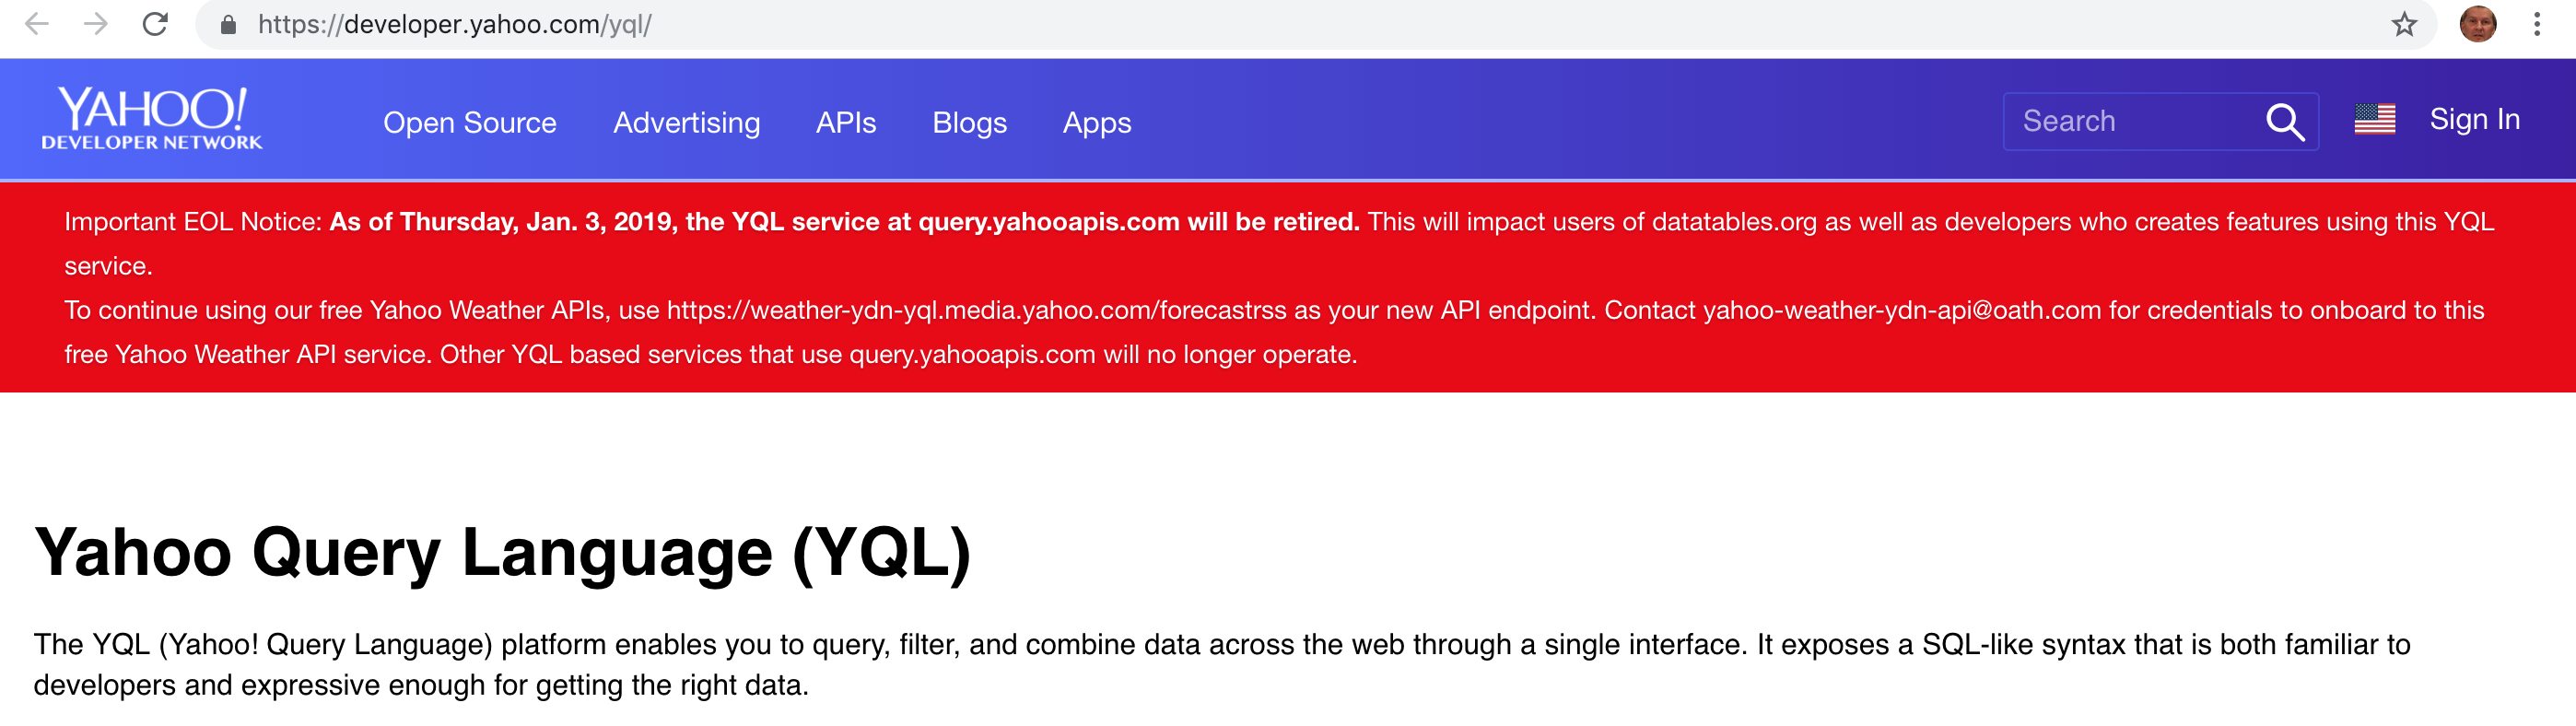 https://developer.yahoo.com/yql/
YAHOO!
DEVELOPER NETWORK
Open Source Advertising APIs Blogs Apps Search Sign In
Important EOL Notice: As of Thursday, Jan. 3, 2019, the YQL service at query.yahooapis.com will be retired. This will impact users of datatables.org as well as developers who creates features using this YQL
service.
To continue using our free Yahoo Weather APIs, use https://weather-ydn-yql.media.yahoo.com/forecastrss as your new API endpoint. Contact yahoo-weather-ydn-api@oath.com for credentials to onboard to this
free Yahoo Weather API service. Other YQL based services that use query.yahooapis.com will no longer operate.
Yahoo Query Language (YQL)
The YQL (Yahoo! Query Language) platform enables you to query, filter, and combine data across the web through a single interface. It exposes a SQL-like syntax that is both familiar to
developers and expressive enough for getting the right data.